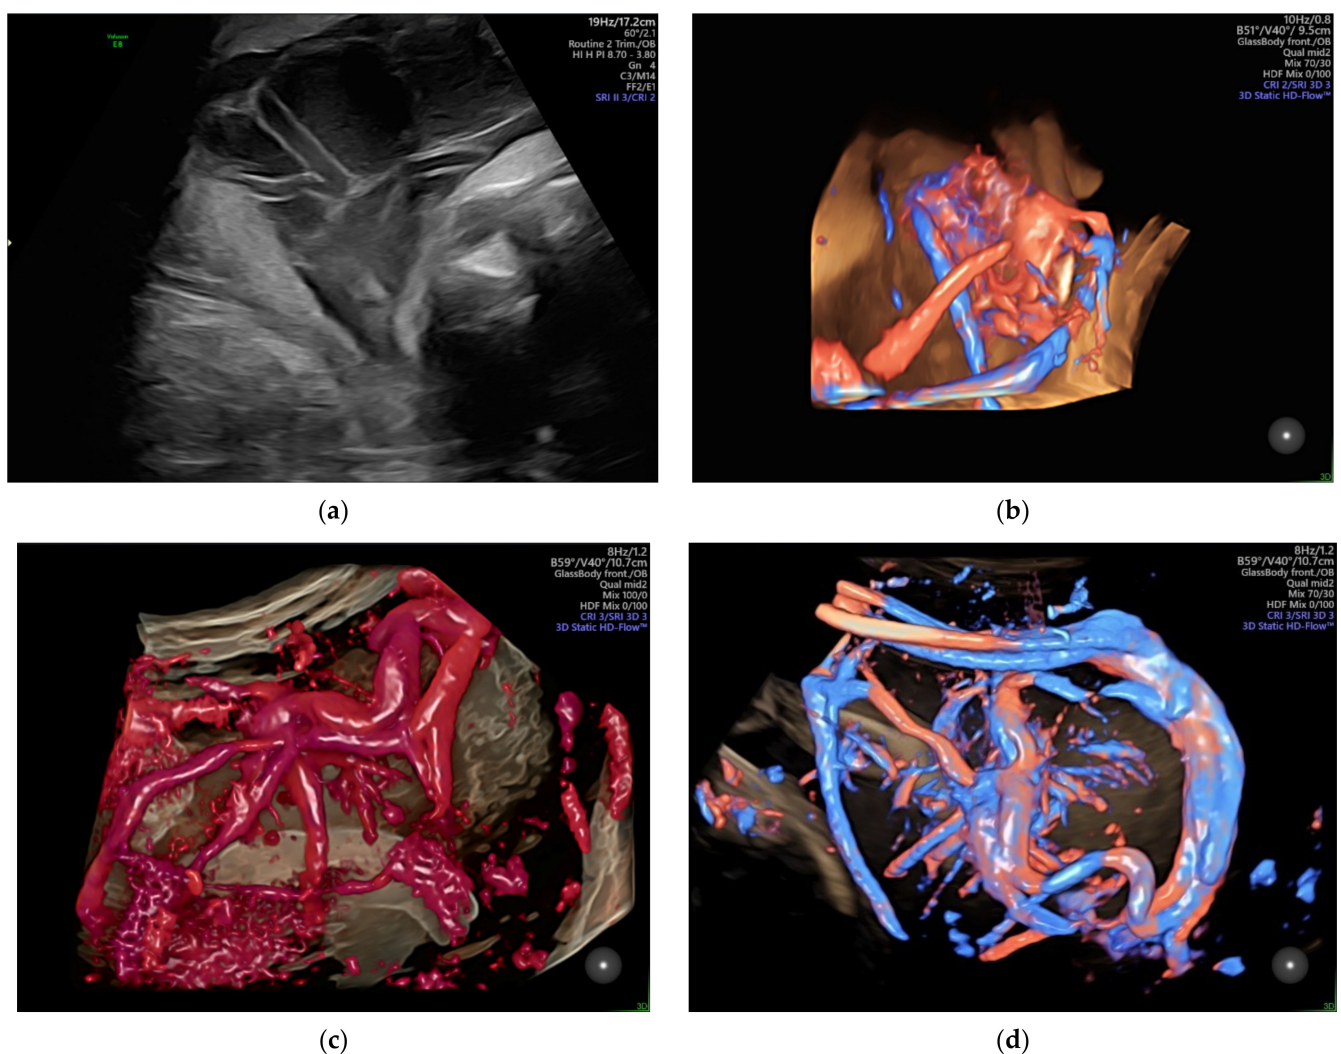 Voluson
E8
19Hz/17.2cm
60°/2.1
Routine 2 Trim./OB
HI H PI 8.70 - 3.80
Gn 4
C3/M14
FF2/E1
SRI II 3/CRI 2
(a)
10Hz/0.8
B51°/V40°/ 9.5cm
GlassBody front./OB
Qual mid2
Mix 70/30
HDF Mix 0/100
CRI 2/SRI 3D 3
3D Static HD-Flow™
3D
(b)
8Hz/1.2
B59°/V40°/10.7cm
GlassBody front./OB
Qual mid2
Mix 100/0
HDF Mix 0/100
CRI 3/SRI 3D 3
3D Static HD-Flow™
3D
(c)
8Hz/1.2
B59°/V40°/10.7cm
GlassBody front./OB
Qual mid2
Mix 70/30
HDF Mix 0/100
CRI 3/SRI 3D 3
3D Static HD-Flow™
3D
(d)